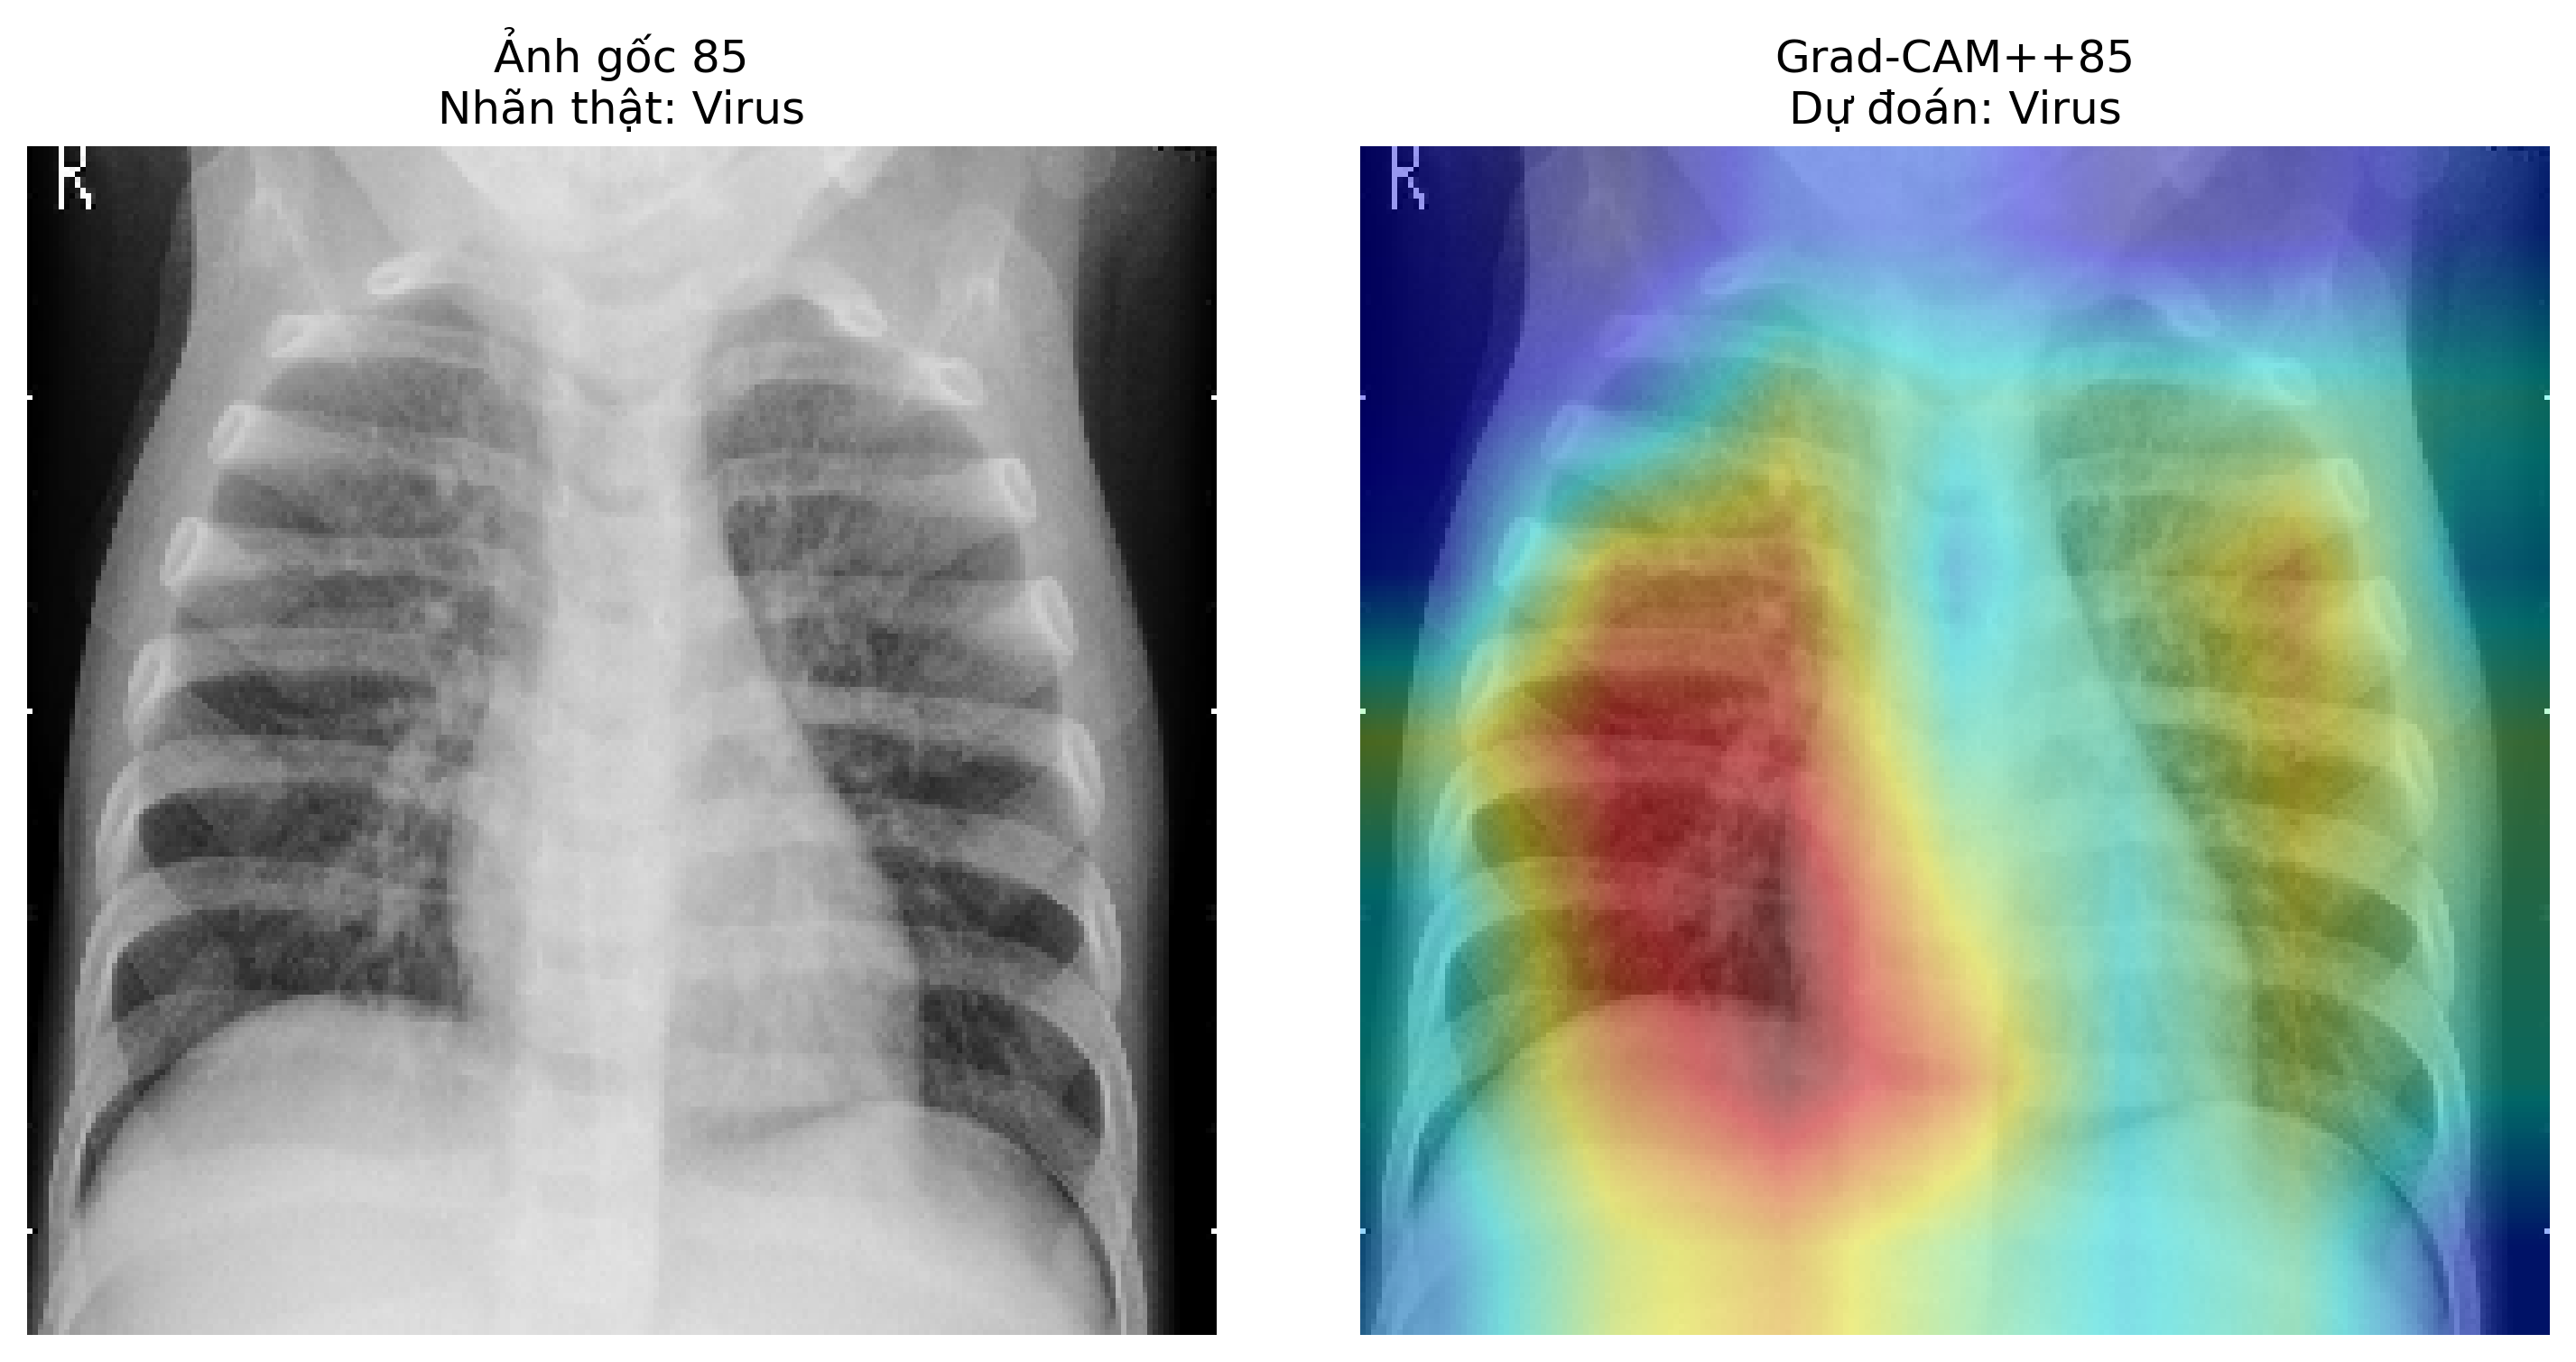 Ảnh gốc 85
Nhãn thật: Virus
Grad-CAM++85
Dự đoán: Virus
R
R